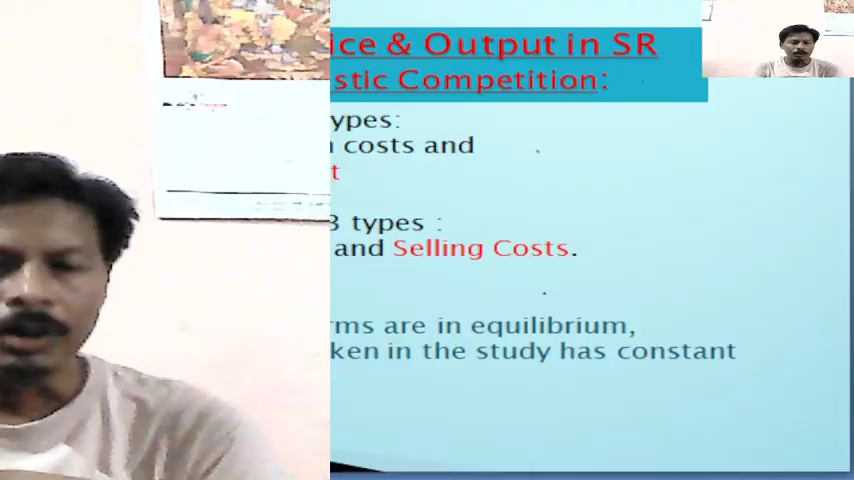 ice & Output in SR
stic Competition:
ypes:
costs and
t
3 types :
and Selling Costs.
rms are in equilibrium,
ken in the study has constant